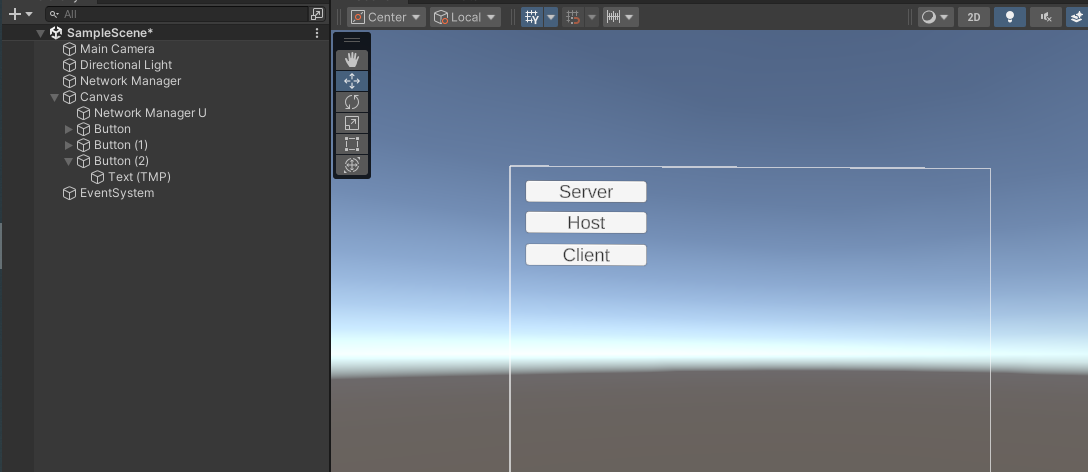 All
SampleScene*
Main Camera
Directional Light
Network Manager
Canvas
Network Manager U
Button
Button (1)
Button (2)
Text (TMP)
EventSystem
Center
Local
2D
Server
Host
Client